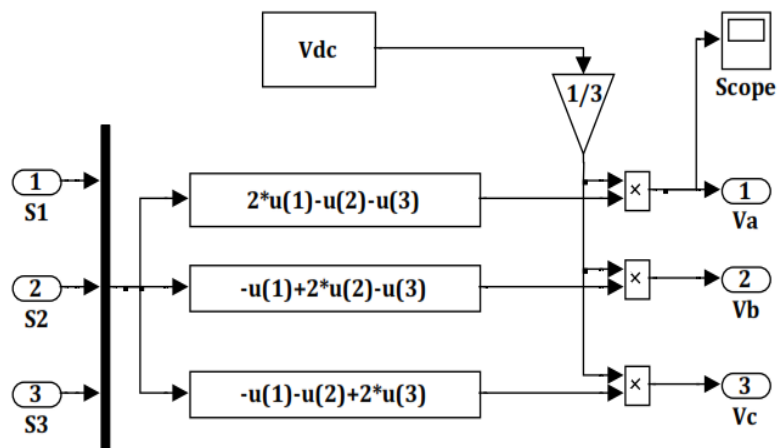 Vdc
1/3
Scope
1
S1
2*u(1)-u(2)-u(3)
×
1
Va
2
S2
-u(1)+2*u(2)-u(3)
×
2
Vb
3
S3
-u(1)-u(2)+2*u(3)
×
3
Vc